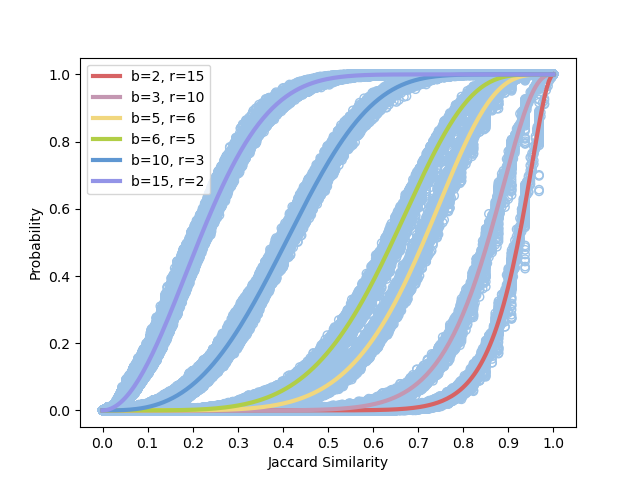 b=2, r=15
b=3, r=10
b=5, r=6
b=6, r=5
b=10, r=3
b=15, r=2
1.0
0.8
0.6
0.4
0.2
0.0
Probability
0.0 0.1 0.2 0.3 0.4 0.5 0.6 0.7 0.8 0.9 1.0
Jaccard Similarity